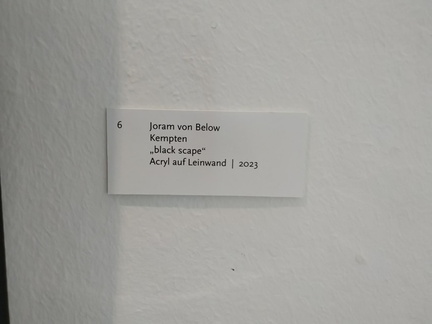 6
Joram von Below
Kempten
„black scape“
Acryl auf Leinwand | 2023